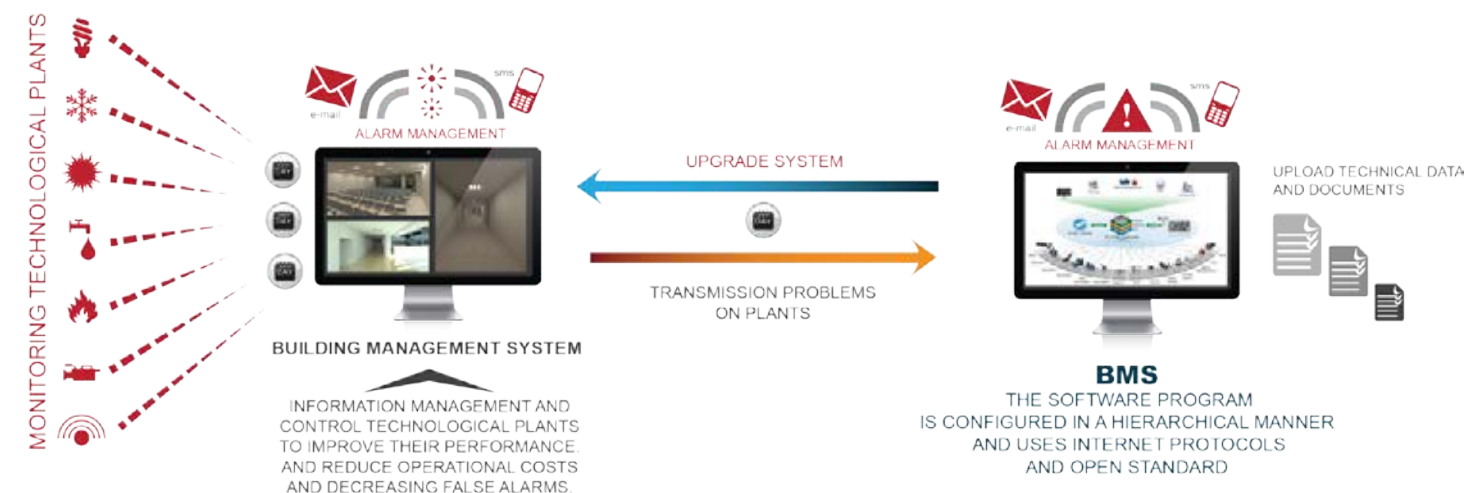 MONITORING TECHNOLOGICAL PLANTS
e-mail
sms
ALARM MANAGEMENT
BUILDING MANAGEMENT SYSTEM
INFORMATION MANAGEMENT AND
CONTROL TECHNOLOGICAL PLANTS
TO IMPROVE THEIR PERFORMANCE.
AND REDUCE OPERATIONAL COSTS
AND DECREASING FALSE ALARMS.
UPGRADE SYSTEM
TRANSMISSION PROBLEMS
ON PLANTS
e-mail
sms
ALARM MANAGEMENT
UPLOAD TECHNICAL DATA
AND DOCUMENTS
BMS
THE SOFTWARE PROGRAM
IS CONFIGURED IN A HIERARCHICAL MANNER
AND USES INTERNET PROTOCOLS
AND OPEN STANDARD